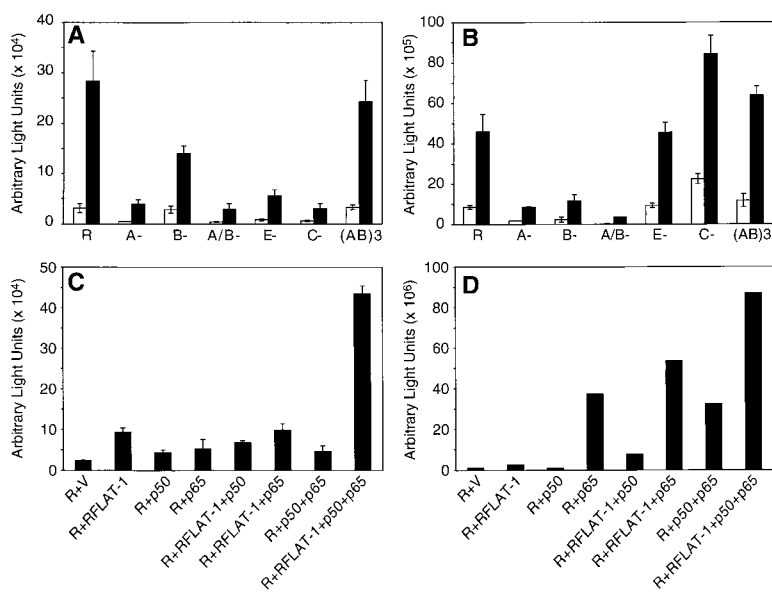 A
Arbitrary Light Units (x 10⁴)
40
30
20
10
0
R A- B- A/B- E- C- (AB)3
B
Arbitrary Light Units (x 10⁵)
100
80
60
40
20
0
R A- B- A/B- E- C- (AB)3
C
Arbitrary Light Units (x 10⁴)
50
40
30
20
10
0
R+V
R+RFLAT-1
R+p50
R+p65
R+RFLAT-1+p50
R+RFLAT-1+p65
R+p50+p65
R+RFLAT-1+p50+p65
D
Arbitrary Light Units (x 10⁶)
100
80
60
40
20
0
R+V
R+RFLAT-1
R+p50
R+p65
R+RFLAT-1+p50
R+RFLAT-1+p65
R+p50+p65
R+RFLAT-1+p50+p65